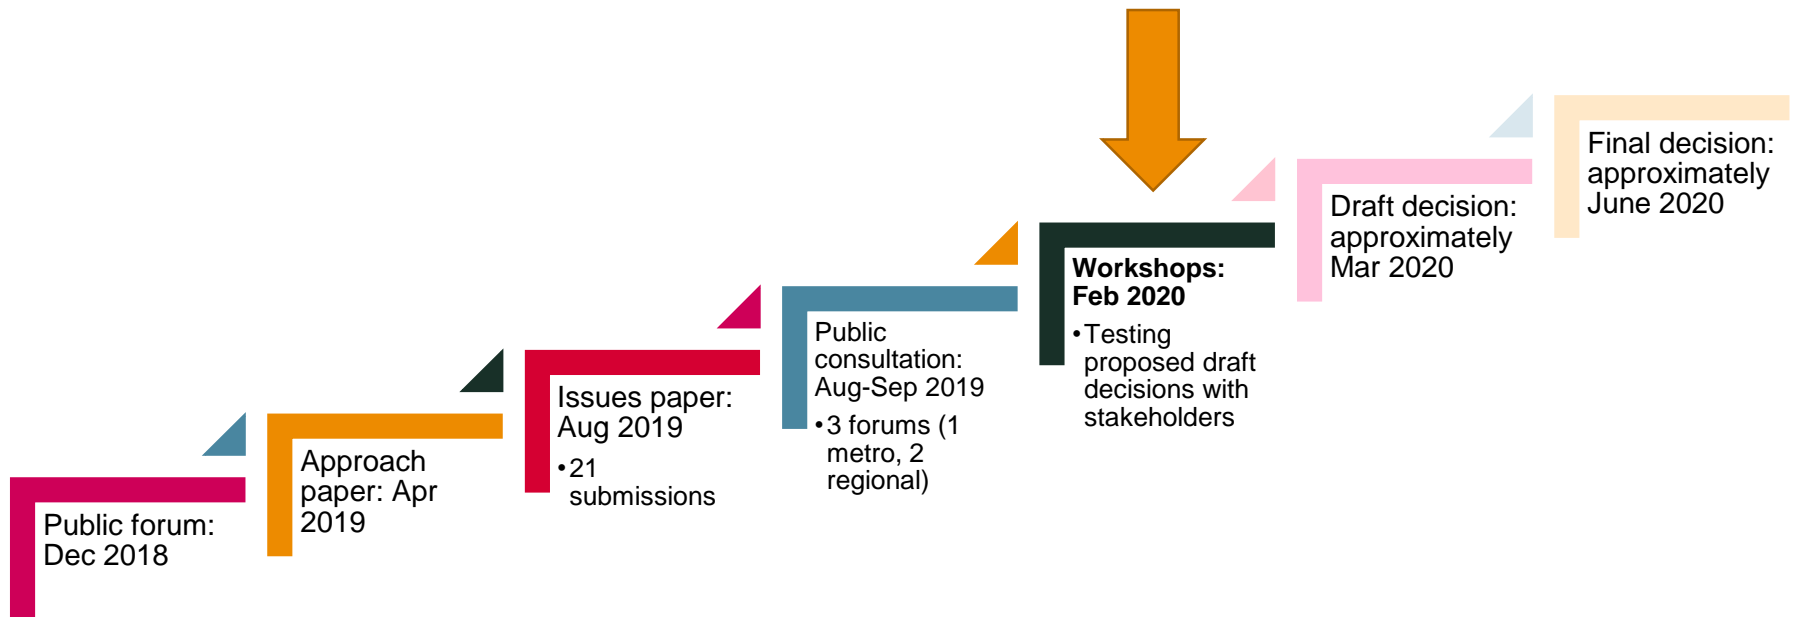 Public forum:
Dec 2018
Approach
paper: Apr
2019
Issues paper:
Aug 2019
•21
submissions
Public
consultation:
Aug-Sep 2019
•3 forums (1
metro, 2
regional)
Workshops:
Feb 2020
•Testing
proposed draft
decisions with
stakeholders
Draft decision:
approximately
Mar 2020
Final decision:
approximately
June 2020